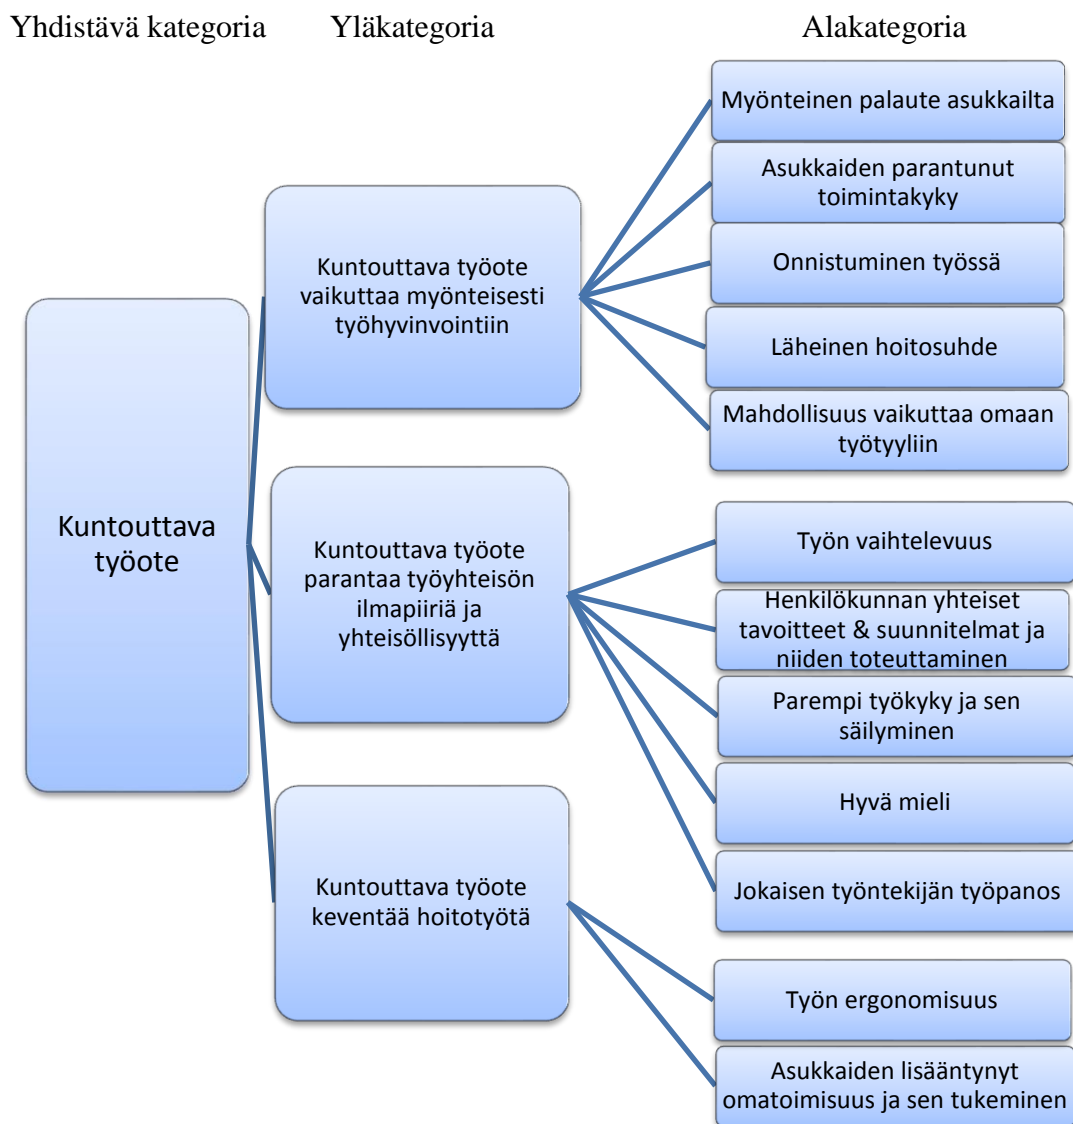 Yhdistävä kategoria
Yläkategoria
Alakategoria
Kuntouttava
työote
Kuntouttava työote
vaikuttaa myönteisesti
työhyvinvointiin
Myönteinen palaute asukkailta
Asukkaiden parantunut
toimintakyky
Onnistuminen työssä
Läheinen hoitosuhde
Mahdollisuus vaikuttaa omaan
työtyyliin
Kuntouttava työote
parantaa työyhteisön
ilmapiiriä ja
yhteisöllisyyttä
Työn vaihtelevuus
Henkilökunnan yhteiset
tavoitteet & suunnitelmat ja
niiden toteuttaminen
Parempi työkyky ja sen
säilyminen
Hyvä mieli
Jokaisen työntekijän työpanos
Kuntouttava työote
keventää hoitotyötä
Työn ergonomisuus
Asukkaiden lisääntynyt
omatoimisuus ja sen tukeminen